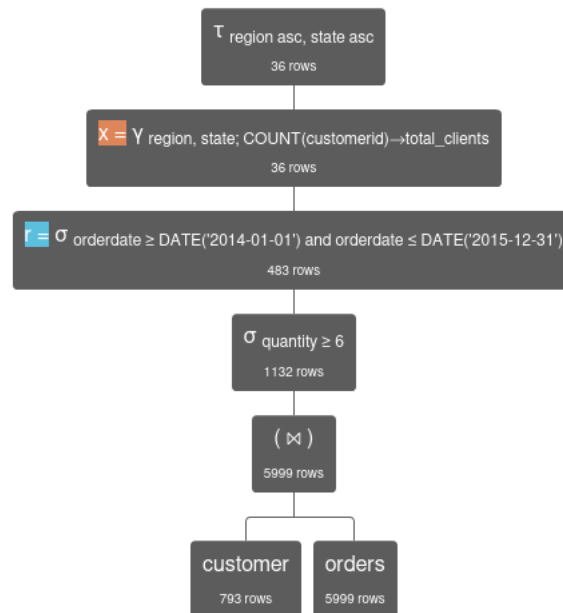 τ region asc, state asc
36 rows
x = γ region, state; COUNT(customerid)→total_clients
36 rows
r = σ orderdate ≥ DATE('2014-01-01') and orderdate ≤ DATE('2015-12-31')
483 rows
σ quantity ≥ 6
1132 rows
( ⋈ )
5999 rows
customer
793 rows
orders
5999 rows